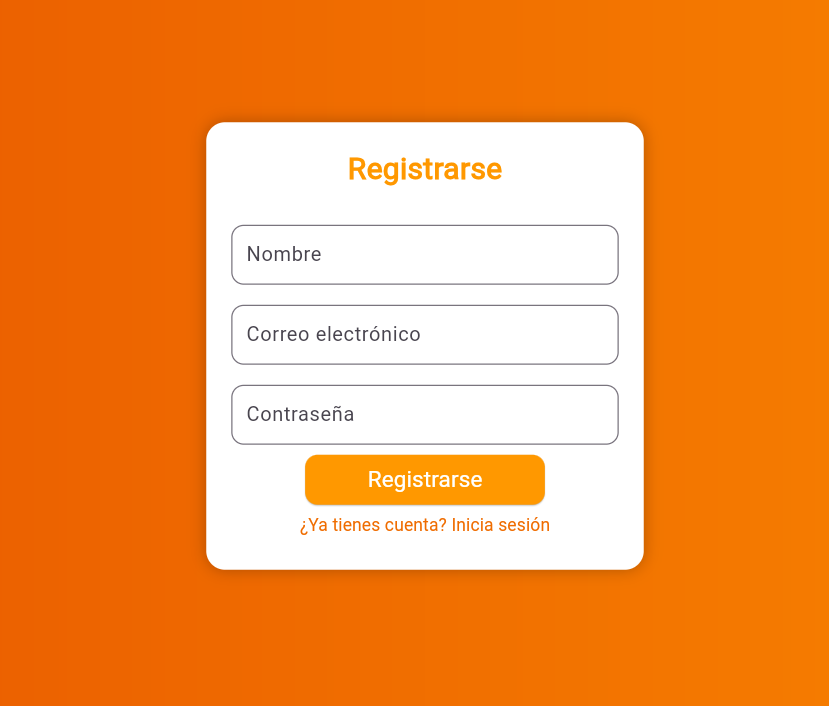 Registrarse
Nombre
Correo electrónico
Contraseña
Registrarse
¿Ya tienes cuenta? Inicia sesión